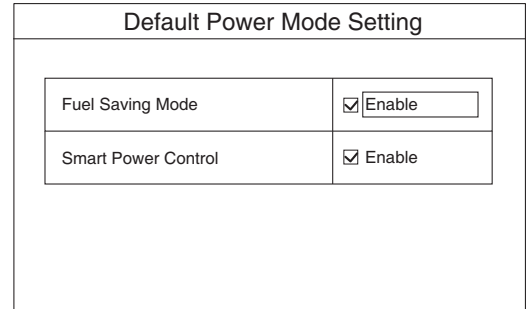 Default Power Mode Setting
Fuel Saving Mode
Enable
Smart Power Control
Enable